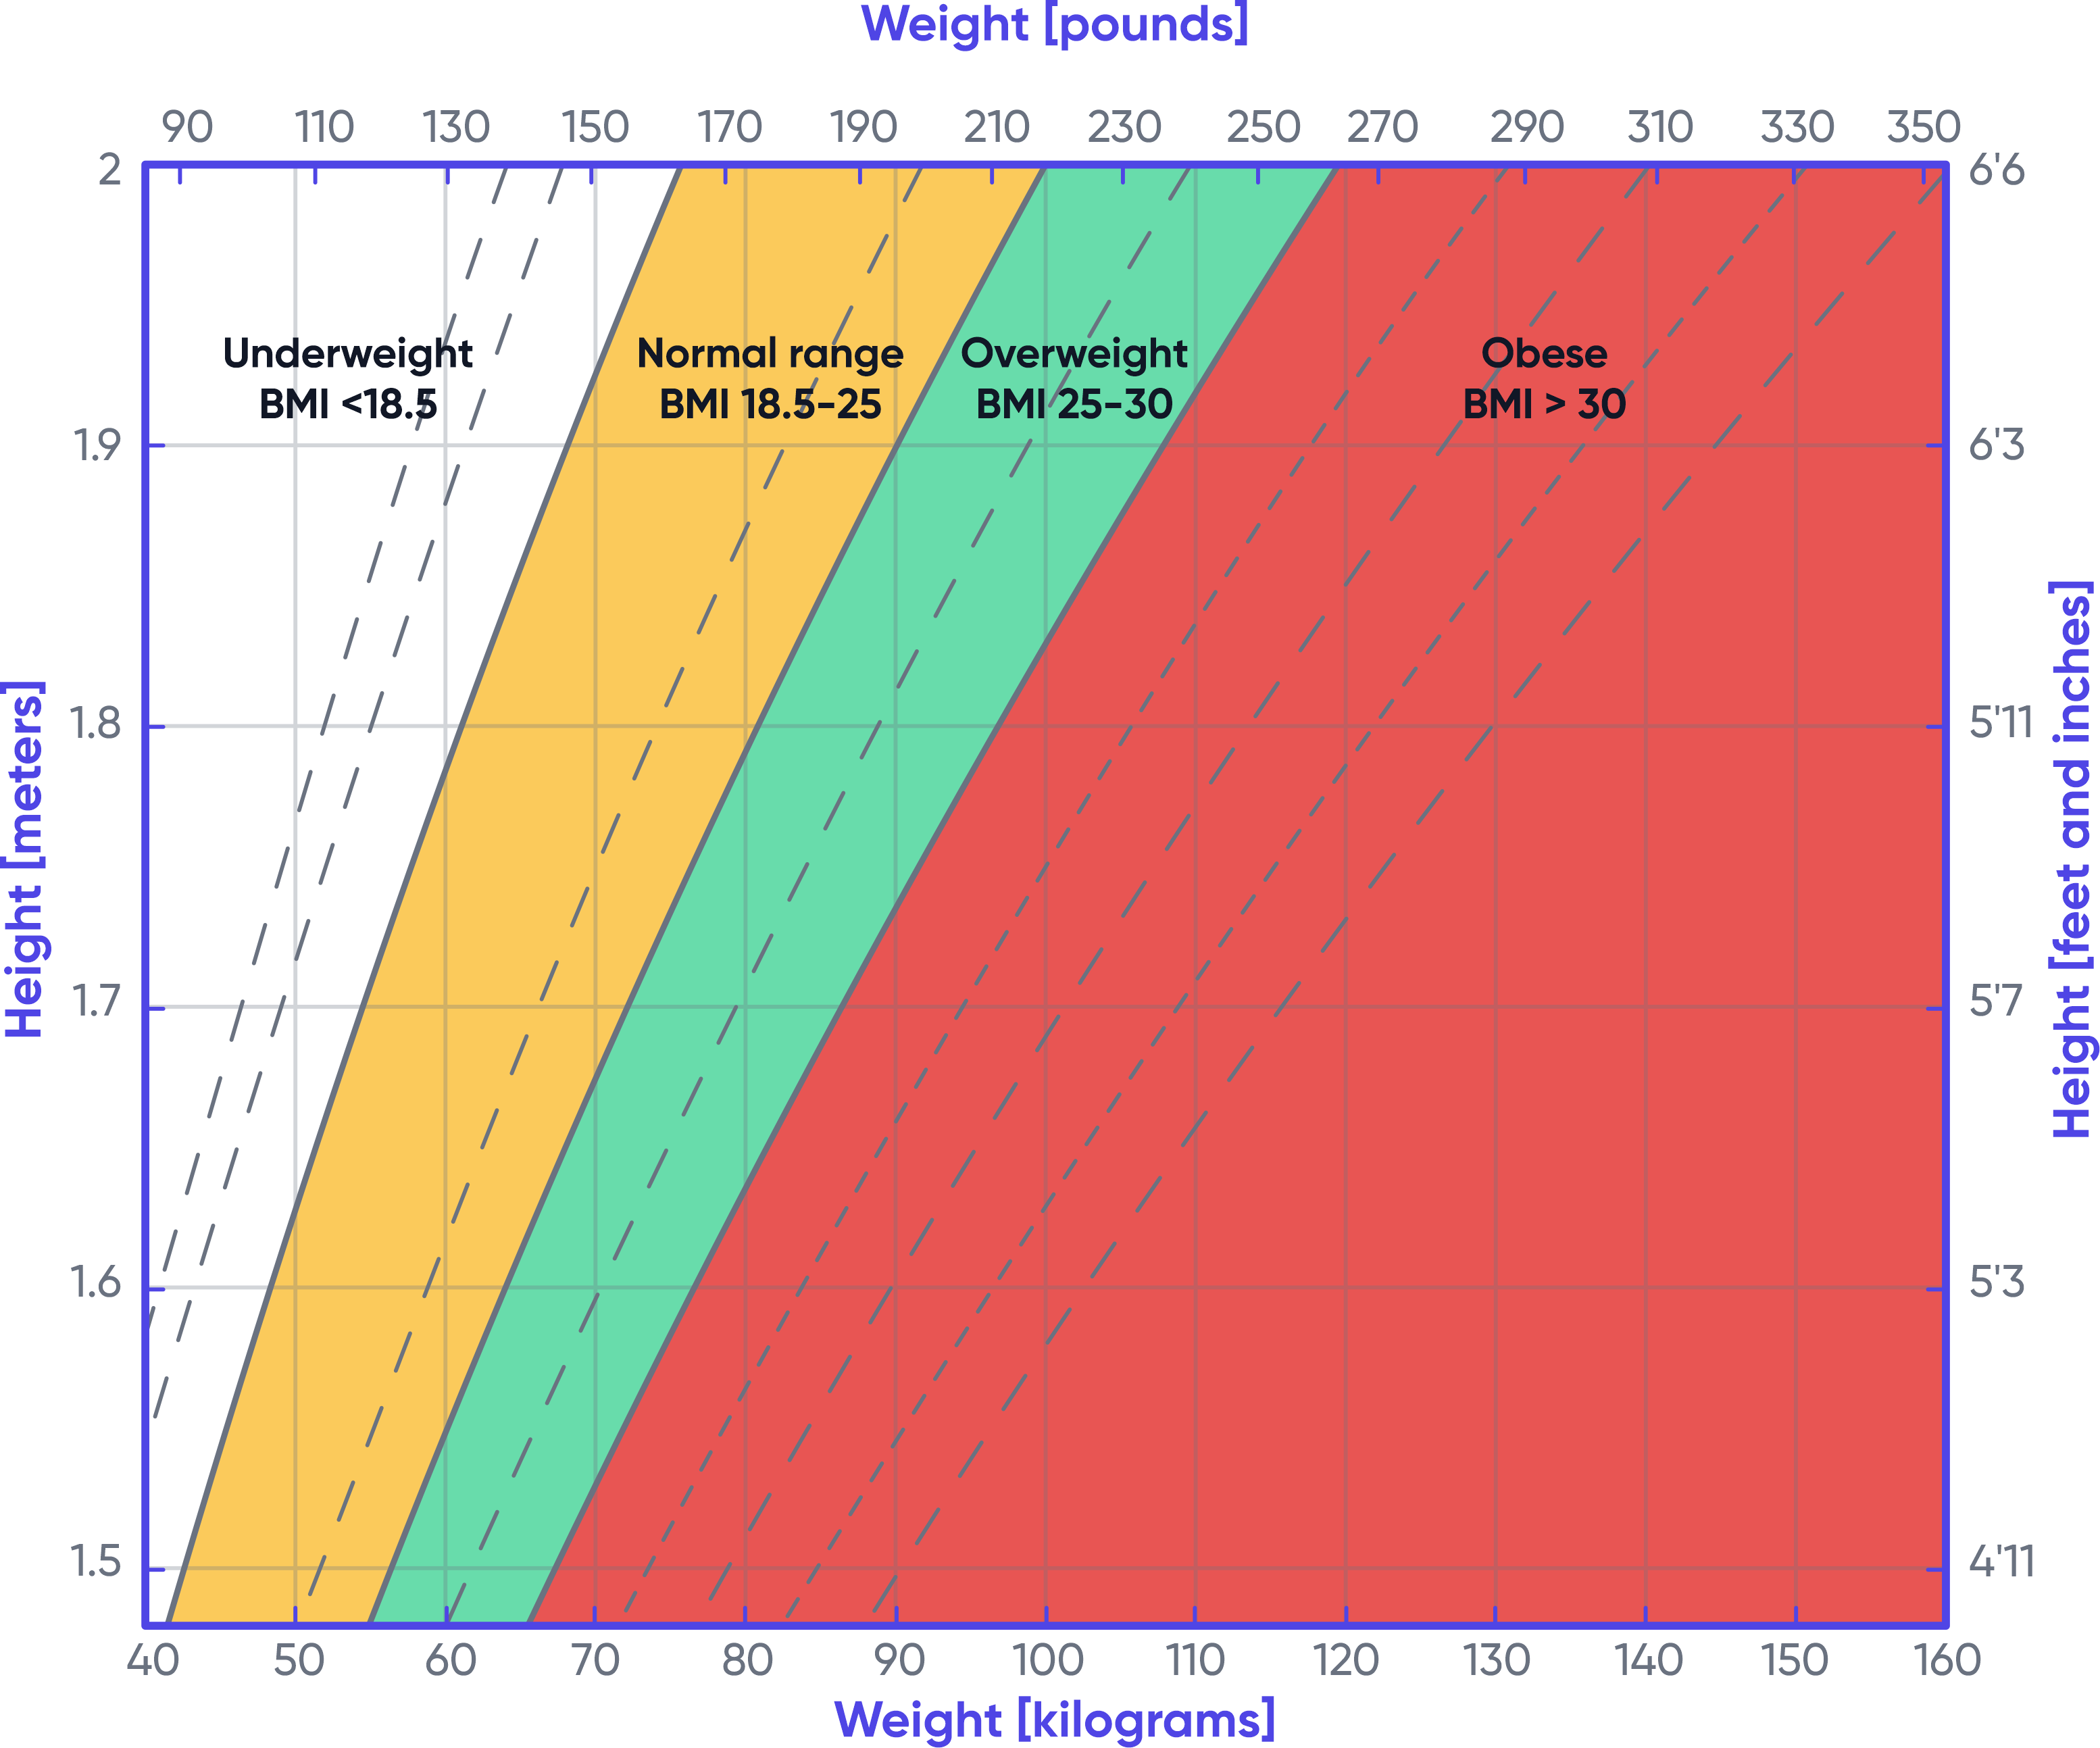 Weight [pounds]
90 110 130 150 170 190 210 230 250 270 290 310 330 350
2 6'6
Underweight Normal range Overweight Obese
BMI <18.5 BMI 18.5-25 BMI 25-30 BMI > 30
1.9 6'3
1.8 5'11
Height [meters]
Height [feet and inches]
1.7 5'7
1.6 5'3
1.5 4'11
40 50 60 70 80 90 100 110 120 130 140 150 160
Weight [kilograms]